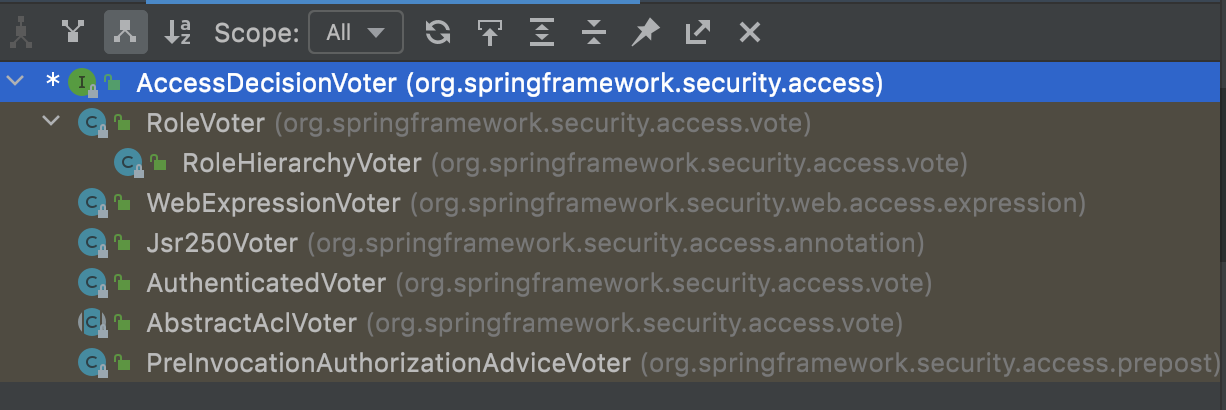 Scope: All
* AccessDecisionVoter (org.springframework.security.access)
RoleVoter (org.springframework.security.access.vote)
RoleHierarchyVoter (org.springframework.security.access.vote)
WebExpressionVoter (org.springframework.security.web.access.expression)
Jsr250Voter (org.springframework.security.access.annotation)
AuthenticatedVoter (org.springframework.security.access.vote)
AbstractAclVoter (org.springframework.security.access.vote)
PreInvocationAuthorizationAdviceVoter (org.springframework.security.access.prepost)